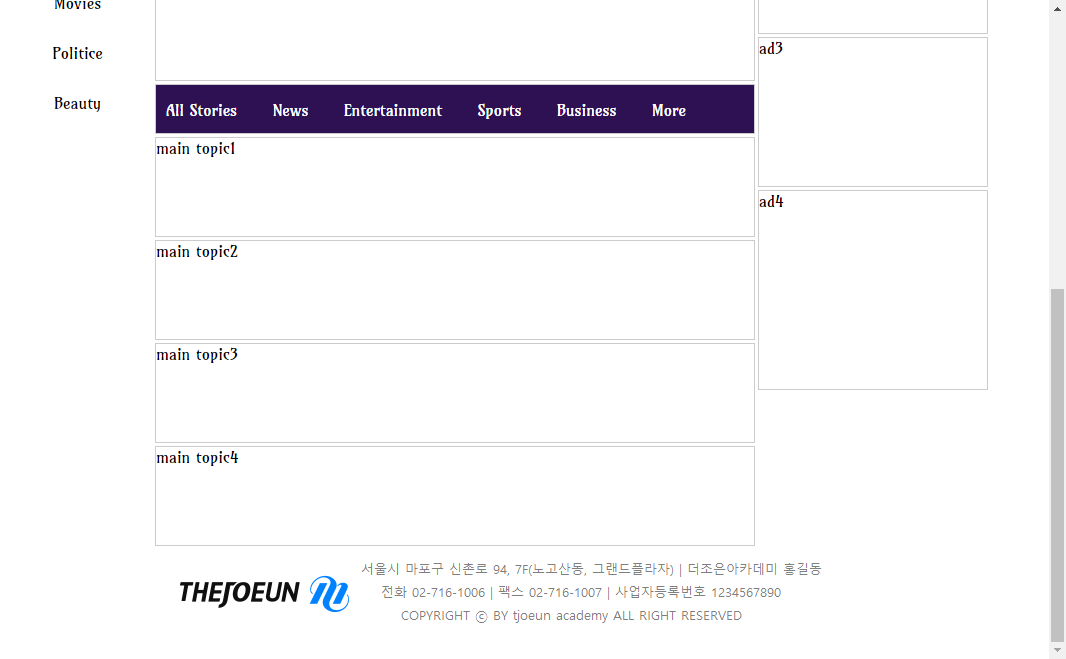 Movies
Politice
Beauty
All Stories News Entertainment Sports Business More
main topic1
main topic2
main topic3
main topic4
ad3
ad4
THEJOEUN
서울시 마포구 신촌로 94, 7F(노고산동, 그랜드플라자) | 더조은아카데미 홍길동
전화 02-716-1006 | 팩스 02-716-1007 | 사업자등록번호 1234567890
COPYRIGHT ⓒ BY tjoeun academy ALL RIGHT RESERVED